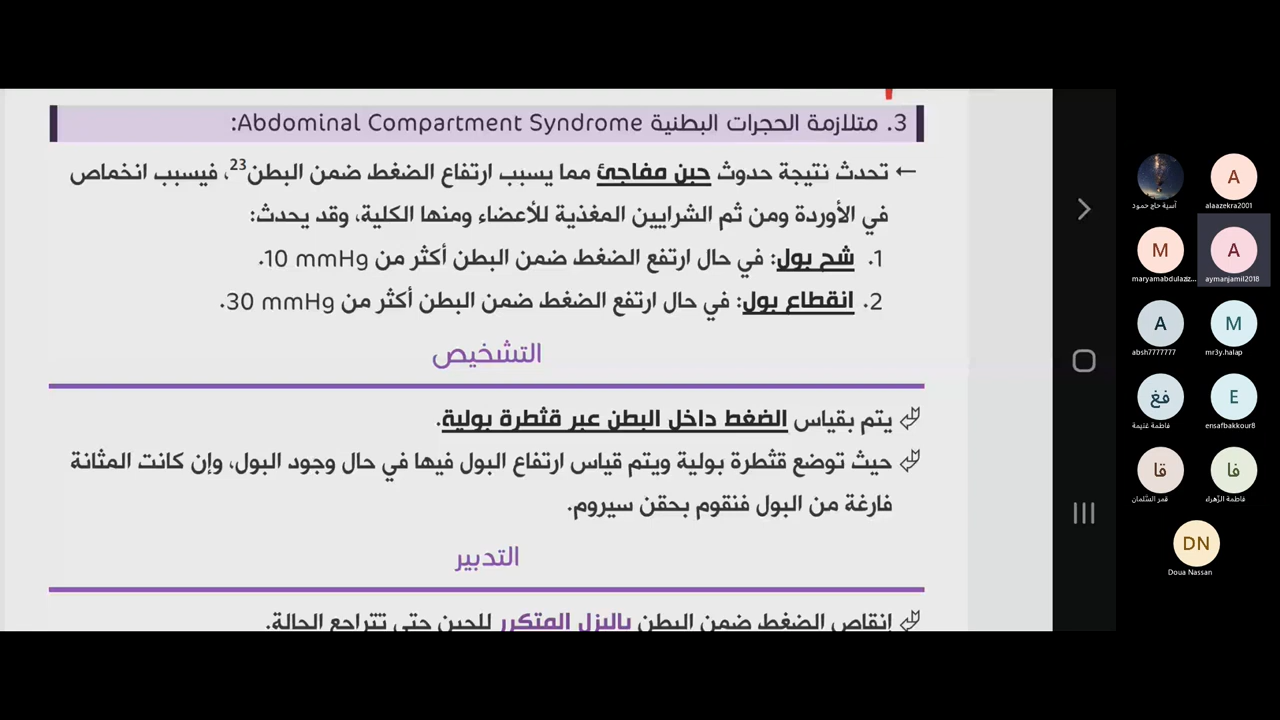 3. متلازمة الحجرات البطنية Abdominal Compartment Syndrome:
← تحدث نتيجة حدوث حبن مفاجئ مما يسبب ارتفاع الضغط ضمن البطن23، فيسبب انخماص
في الأوردة ومن ثم الشرايين المغذية للأعضاء ومنها الكلية، وقد يحدث:
1. شح بول: في حال ارتفع الضغط ضمن البطن أكثر من 10 mmHg.
2. انقطاع بول: في حال ارتفع الضغط ضمن البطن أكثر من 30 mmHg.
التشخيص
يتم بقياس الضغط داخل البطن عبر قثطرة بولية.
حيث توضع قثطرة بولية ويتم قياس ارتفاع البول فيها في حال وجود البول، وإن كانت المثانة
فارغة من البول فنقوم بحقن سيروم.
التدبير
إنقاص الضغط ضمن البطن بالبزل المتكرر للحبن حتى تتراجع الحالة.
آسية حاج حمود
A
alaazekra2001
M
maryamabdulaziz...
A
aymanjamil2018
A
absh7777777
M
mr3y.halap
فغ
فاطمة غنيمة
E
ensafbakkour8
قا
قمر السلمان
فا
فاطمة الزهراء
DN
Doua Nassan